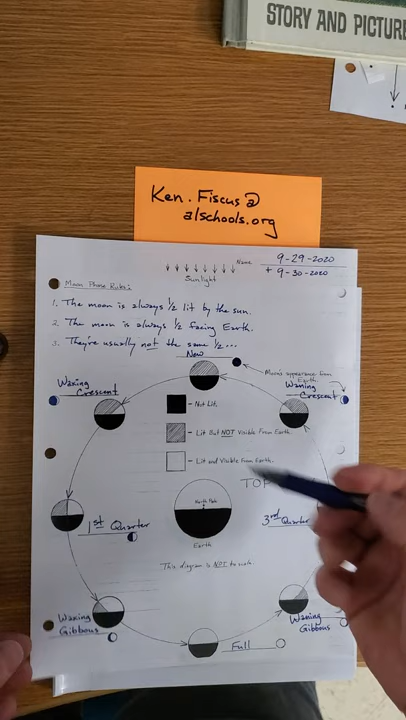 STORY AND PICTURE
Ken.Fiscus@
alschools.org
Name 9-29-2020
+ 9-30-2020
Sunlight
Moon Phase Rules:
1. The moon is always 1/2 lit by the sun.
2. The moon is always 1/2 facing Earth.
3. They're usually not the same 1/2...
New
Moon's appearance from
Earth
Waxing
Crescent
Waning
Crescent
- Not Lit.
- Lit But NOT Visible From Earth
- Lit and Visible From Earth.
TOP
North Pole
1st Quarter
3rd Quarter
Earth
This diagram is NOT to scale.
Waxing
Gibbous
Waning
Gibbous
Full